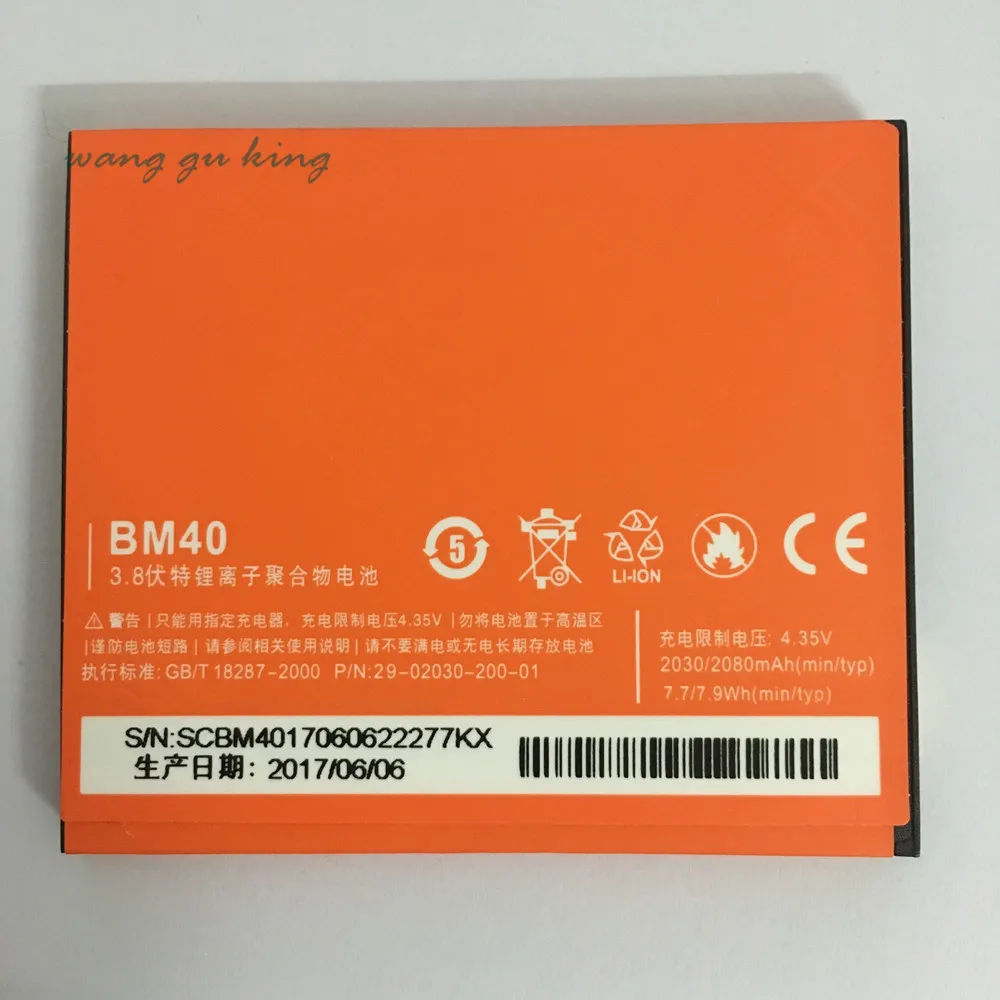 wang gu king
BM40
3.8伏特锂离子聚合物电池
5
LI-ION
CE
警告|只能用指定充电器，充电限制电压4.35V|勿将电池置于高温区
|谨防电池短路|请参阅相关使用说明|请不要满电或无电长期存放电池
执行标准: GB/T 18287-2000 P/N:29-02030-200-01
充电限制电压: 4.35V
2030/2080mAh(min/typ)
7.7/7.9Wh(min/typ)
S/N:SCBM4017060622277KX
生产日期: 2017/06/06